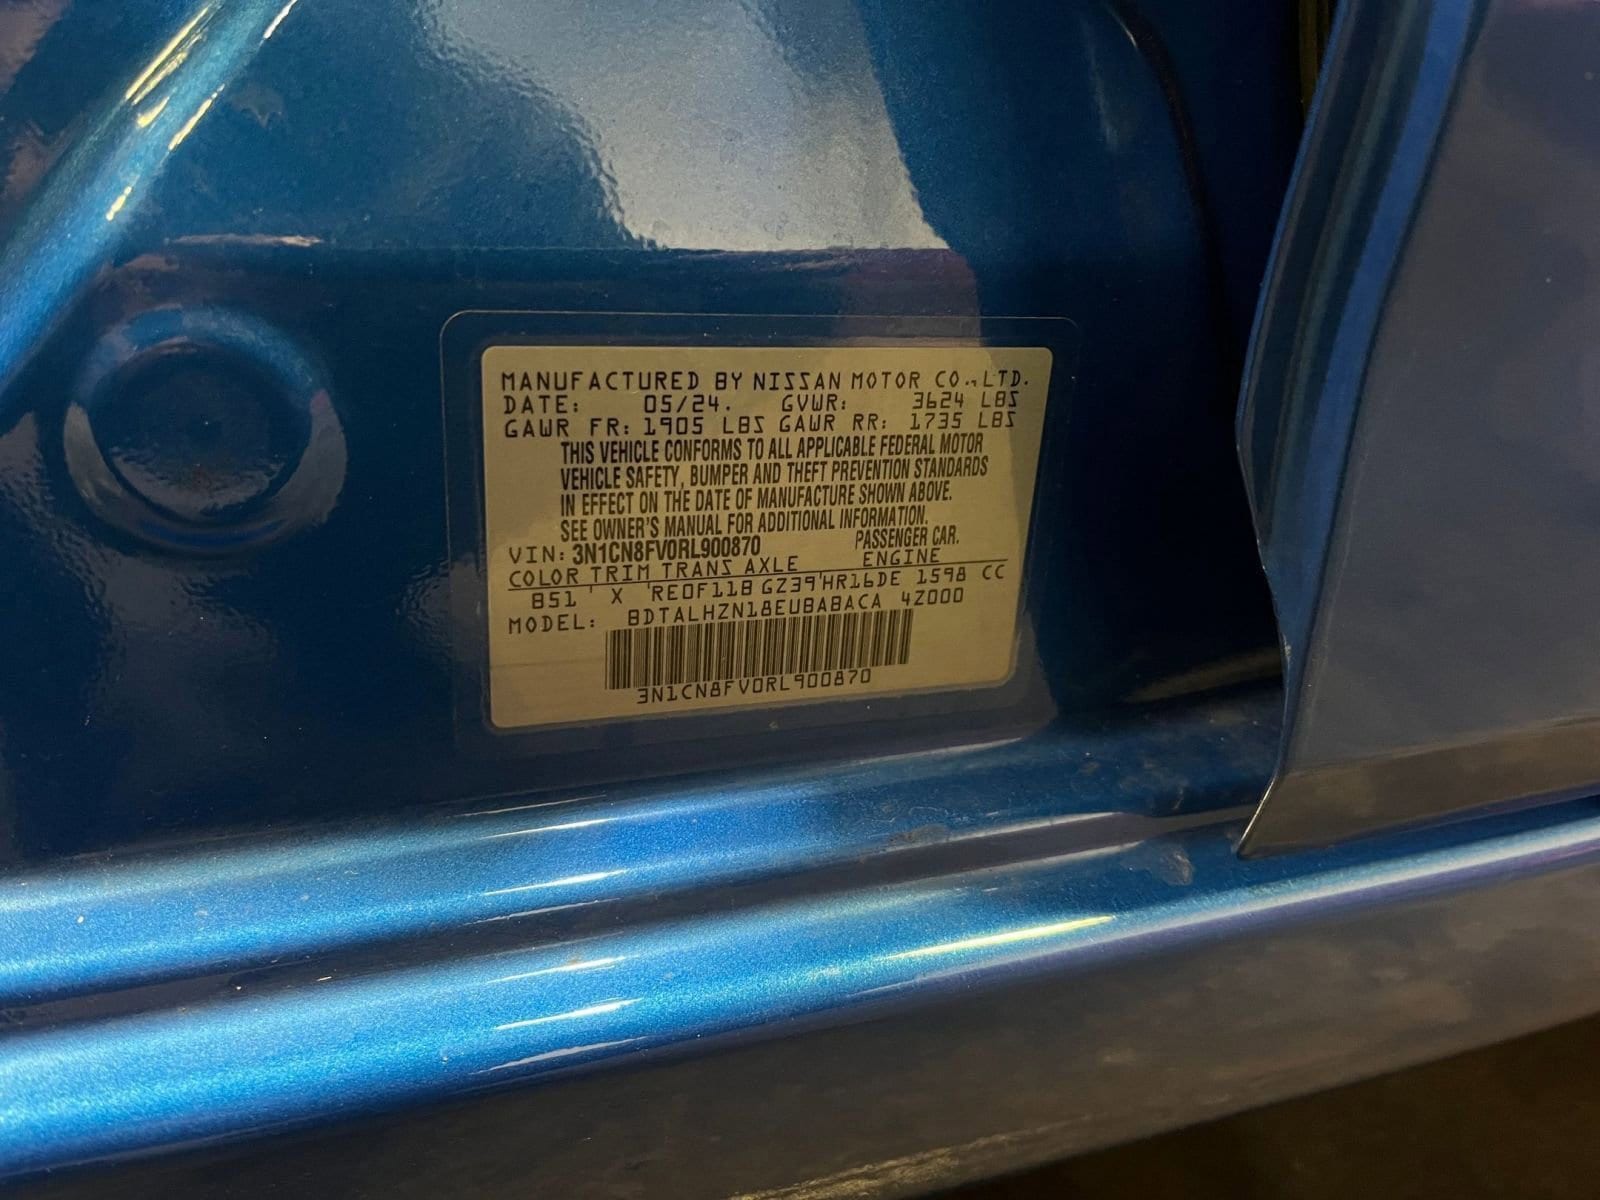 MANUFACTURED BY NISSAN MOTOR CO.,LTD.
DATE: 05/24. GVWR: 3624 LBS
GAWR FR: 1905 LBS GAWR RR: 1735 LBS
THIS VEHICLE CONFORMS TO ALL APPLICABLE FEDERAL MOTOR
VEHICLE SAFETY, BUMPER AND THEFT PREVENTION STANDARDS
IN EFFECT ON THE DATE OF MANUFACTURE SHOWN ABOVE.
SEE OWNER'S MANUAL FOR ADDITIONAL INFORMATION.
VIN: 3N1CN8FV0RL900870 PASSENGER CAR.
COLOR TRIM TRANS AXLE ENGINE
B51 X RE0F11B GZ39 HR16DE 1598 CC
MODEL: BDTALHZN18EUBABACA 4Z000
3N1CN8FV0RL900870